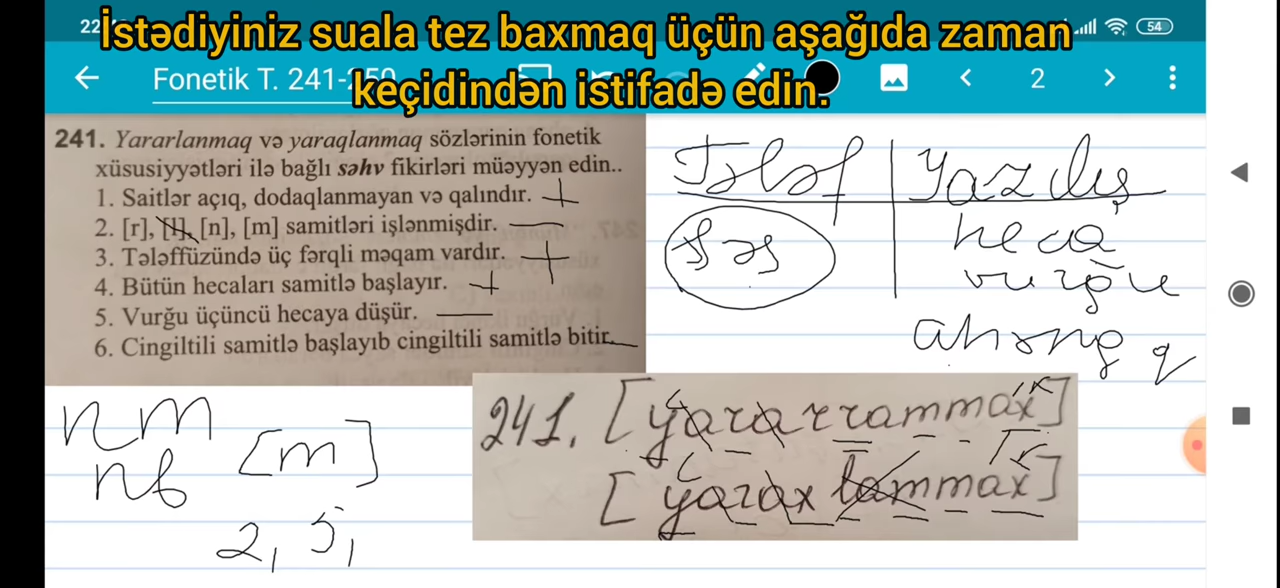 22
İstədiyiniz suala tez baxmaq üçün aşağıda zaman
keçidindən istifadə edin.
54
Fonetik T. 241-250
2
241. Yararlanmaq və yaraqlanmaq sözlərinin fonetik
xüsusiyyətləri ilə bağlı səhv fikirləri müəyyən edin..
1. Saitlər açıq, dodaqlanmayan və qalındır. +
2. [r], [l], [n], [m] samitləri işlənmişdir. —
3. Tələffüzündə üç fərqli məqam vardır. +
4. Bütün hecaları samitlə başlayır. +
5. Vurğu üçüncü hecaya düşür. —
6. Cingiltili samitlə başlayıb cingiltili samitlə bitir. —
Tələf | Yazılış
Səs
heca
vurğu
ahəng q
241. [yararrammax]
[yaraxlammax]
nm
nb [m]
2, 5,